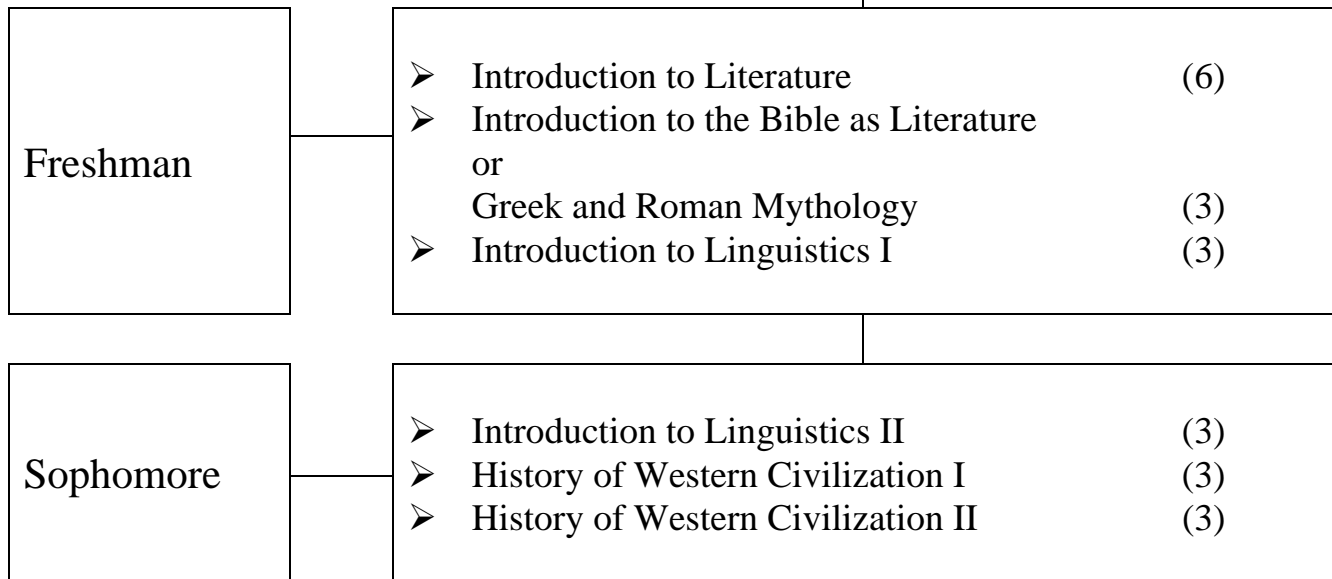 Freshman
➢ Introduction to Literature (6)
➢ Introduction to the Bible as Literature
or
Greek and Roman Mythology (3)
➢ Introduction to Linguistics I (3)
Sophomore
➢ Introduction to Linguistics II (3)
➢ History of Western Civilization I (3)
➢ History of Western Civilization II (3)